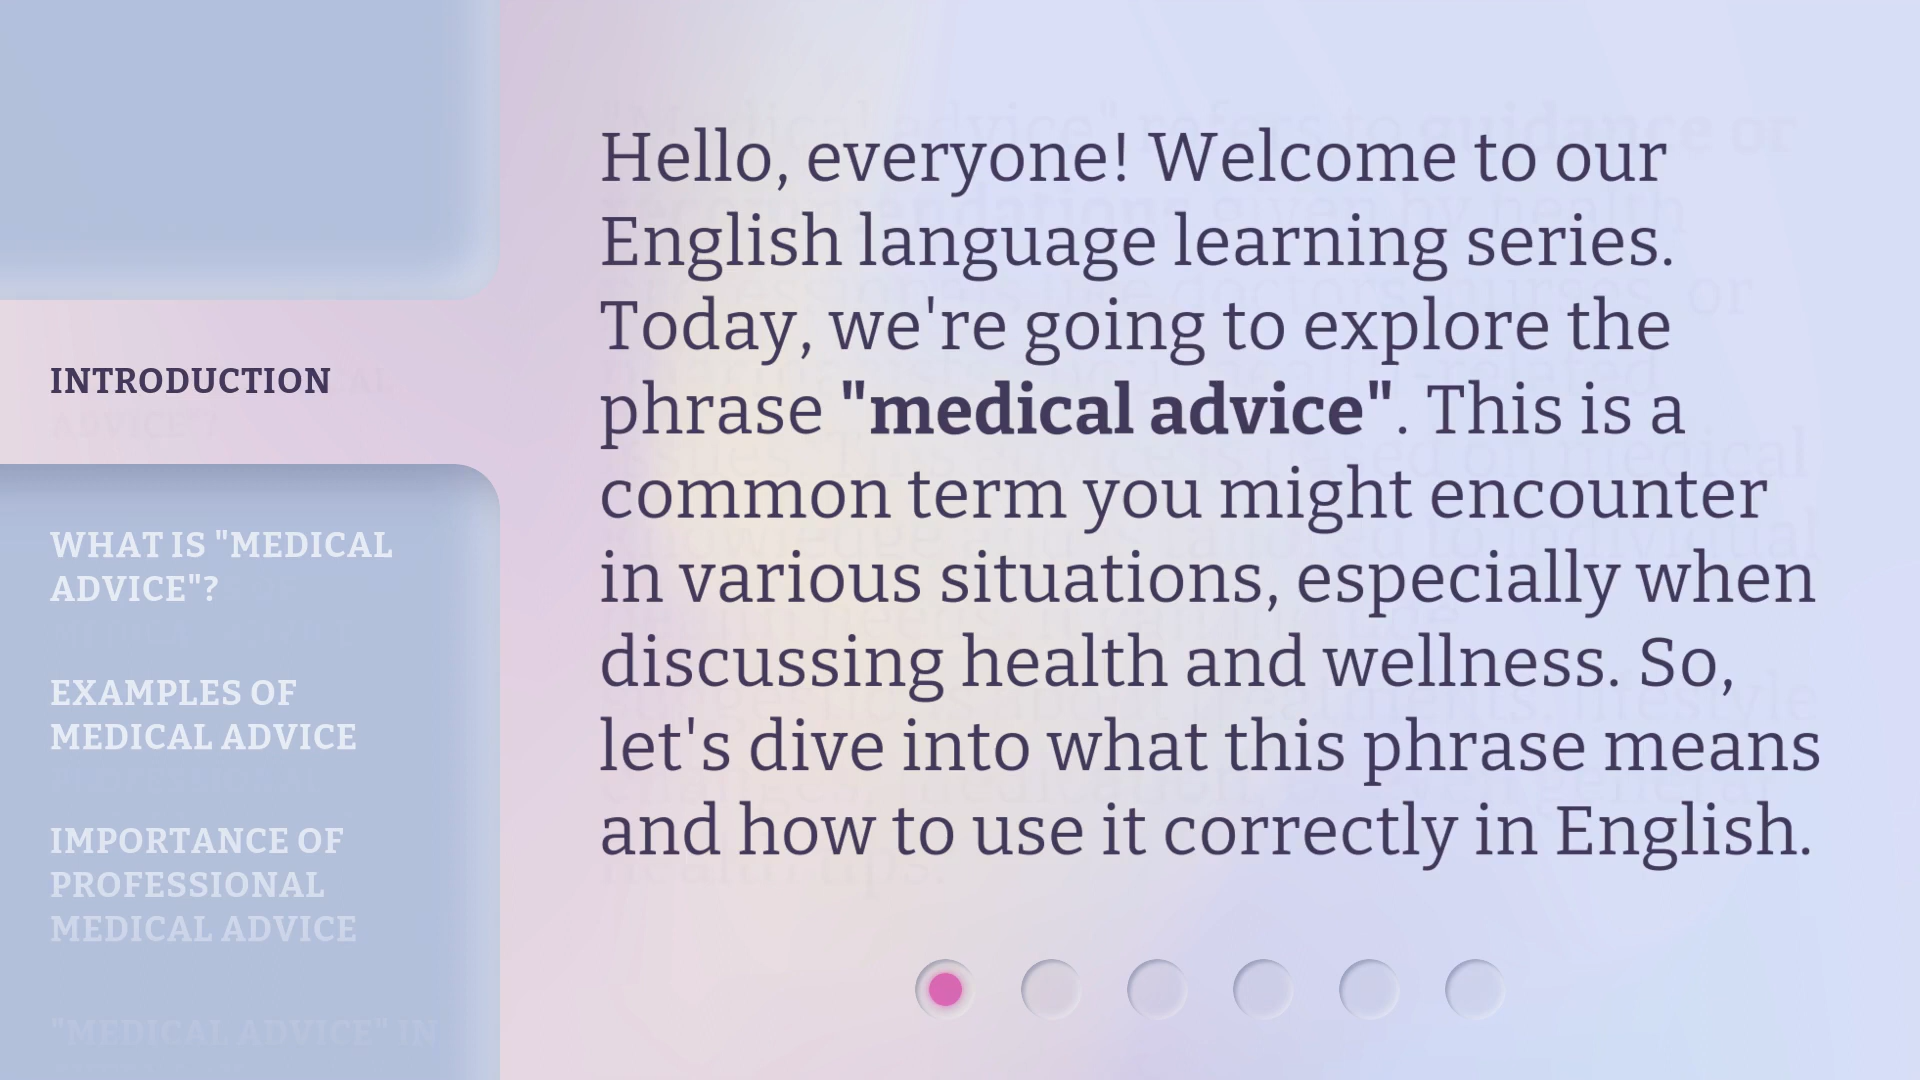 INTRODUCTION
WHAT IS "MEDICAL
ADVICE"?
EXAMPLES OF
MEDICAL ADVICE
IMPORTANCE OF
PROFESSIONAL
MEDICAL ADVICE
"MEDICAL ADVICE" IN
Hello, everyone! Welcome to our
English language learning series.
Today, we're going to explore the
phrase "medical advice". This is a
common term you might encounter
in various situations, especially when
discussing health and wellness. So,
let's dive into what this phrase means
and how to use it correctly in English.